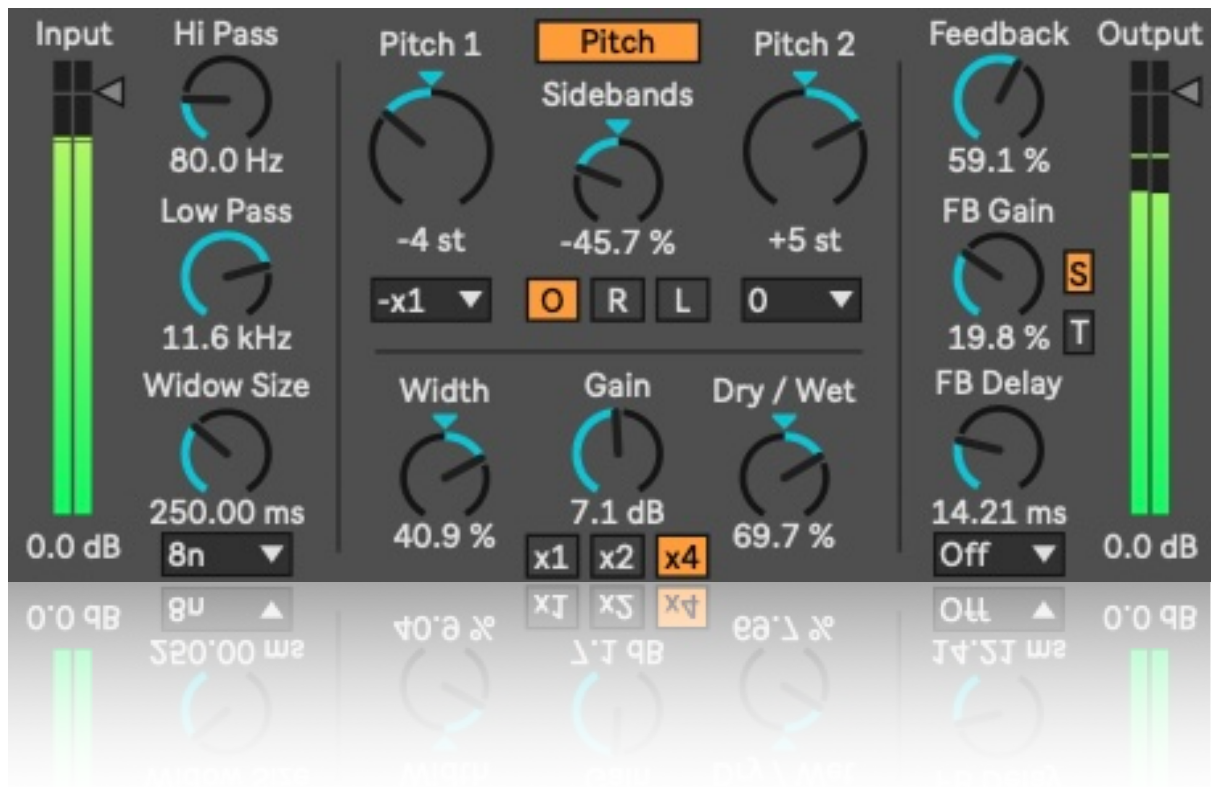 Input
0.0 dB
Hi Pass
80.0 Hz
Low Pass
11.6 kHz
Widow Size
250.00 ms
8n
Pitch 1
-4 st
-x1
Pitch
Sidebands
-45.7 %
O R L
Pitch 2
+5 st
0
Width
40.9 %
Gain
7.1 dB
x1 x2 x4
Dry / Wet
69.7 %
Feedback
59.1 %
FB Gain
19.8 %
S
T
FB Delay
14.21 ms
Off
Output
0.0 dB